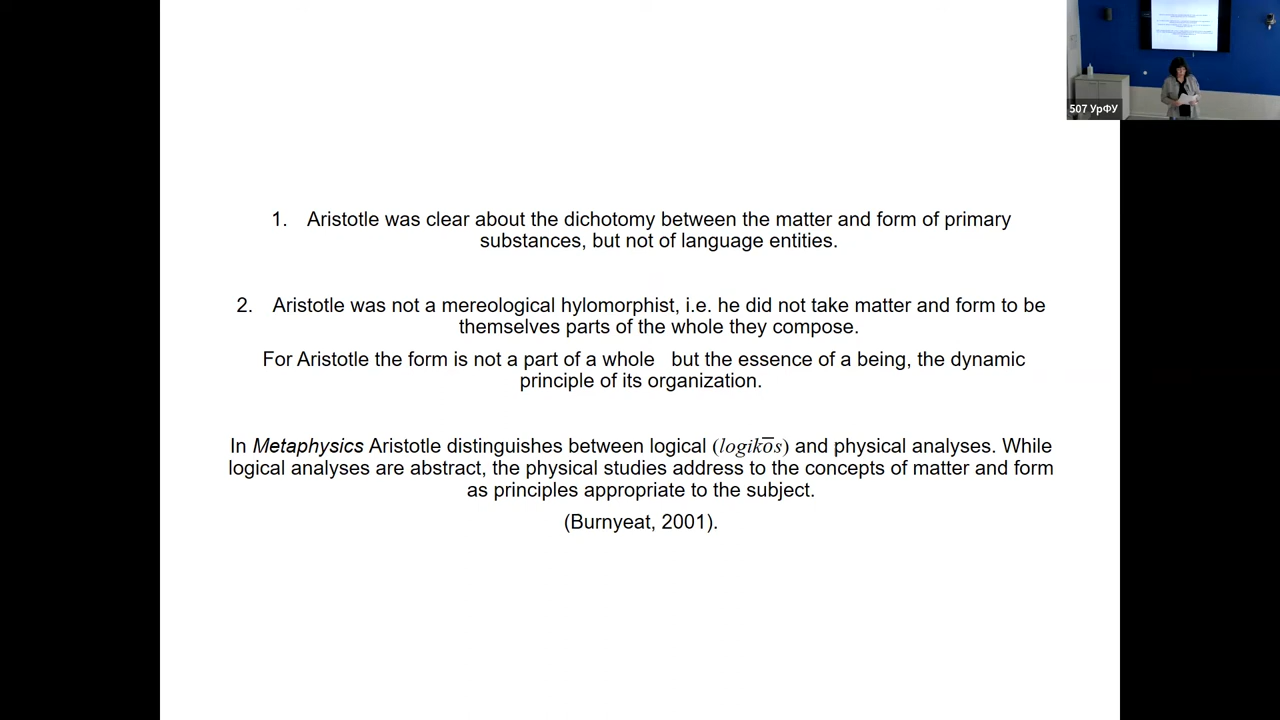 507 УрФУ
1. Aristotle was clear about the dichotomy between the matter and form of primary
substances, but not of language entities.
2. Aristotle was not a mereological hylomorphist, i.e. he did not take matter and form to be
themselves parts of the whole they compose.
For Aristotle the form is not a part of a whole but the essence of a being, the dynamic
principle of its organization.
In Metaphysics Aristotle distinguishes between logical (logikōs) and physical analyses. While
logical analyses are abstract, the physical studies address to the concepts of matter and form
as principles appropriate to the subject.
(Burnyeat, 2001).